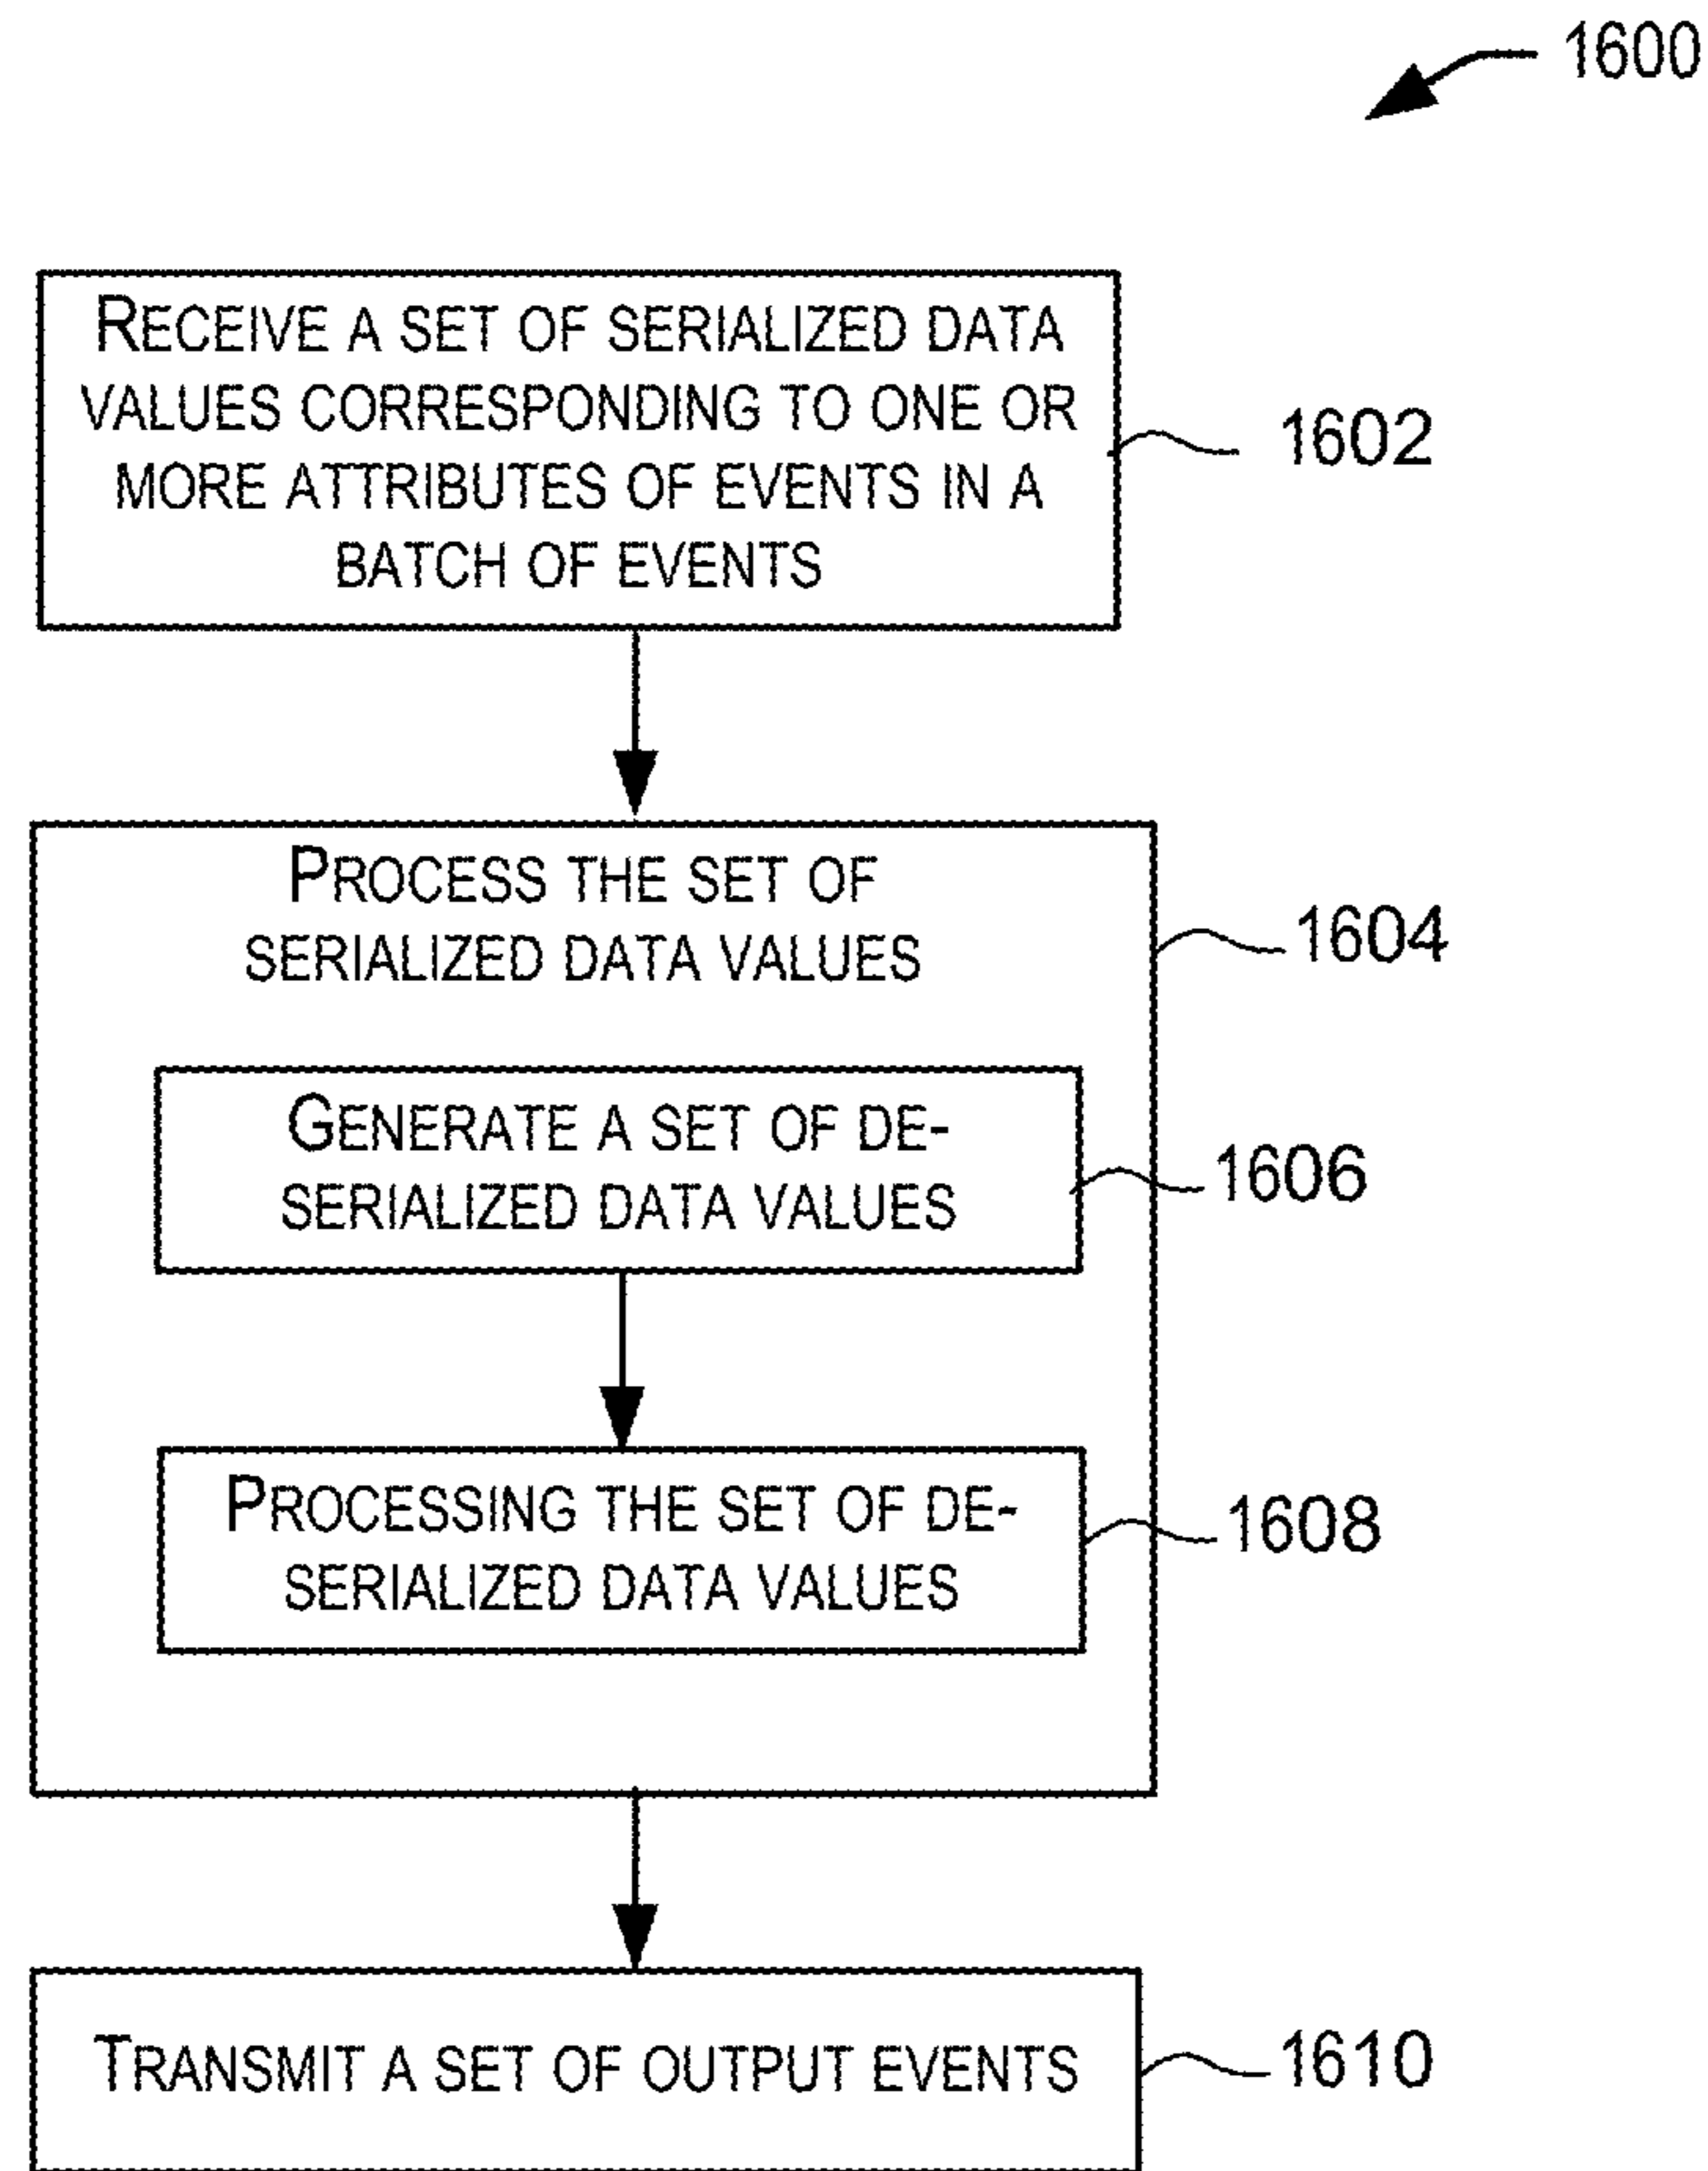 1600
RECEIVE A SET OF SERIALIZED DATA
VALUES CORRESPONDING TO ONE OR
MORE ATTRIBUTES OF EVENTS IN A
BATCH OF EVENTS
1602
PROCESS THE SET OF
SERIALIZED DATA VALUES
1604
GENERATE A SET OF DE-
SERIALIZED DATA VALUES
1606
PROCESSING THE SET OF DE-
SERIALIZED DATA VALUES
1608
TRANSMIT A SET OF OUTPUT EVENTS
1610